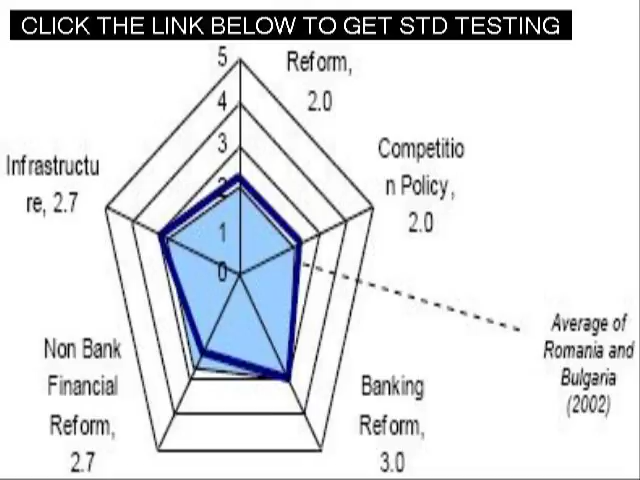 CLICK THE LINK BELOW TO GET STD TESTING
5
Reform,
2.0
4
3
2
1
0
Competitio
n Policy,
2.0
Infrastructu
re, 2.7
Average of
Romania and
Bulgaria
(2002)
Non Bank
Financial
Reform,
2.7
Banking
Reform,
3.0